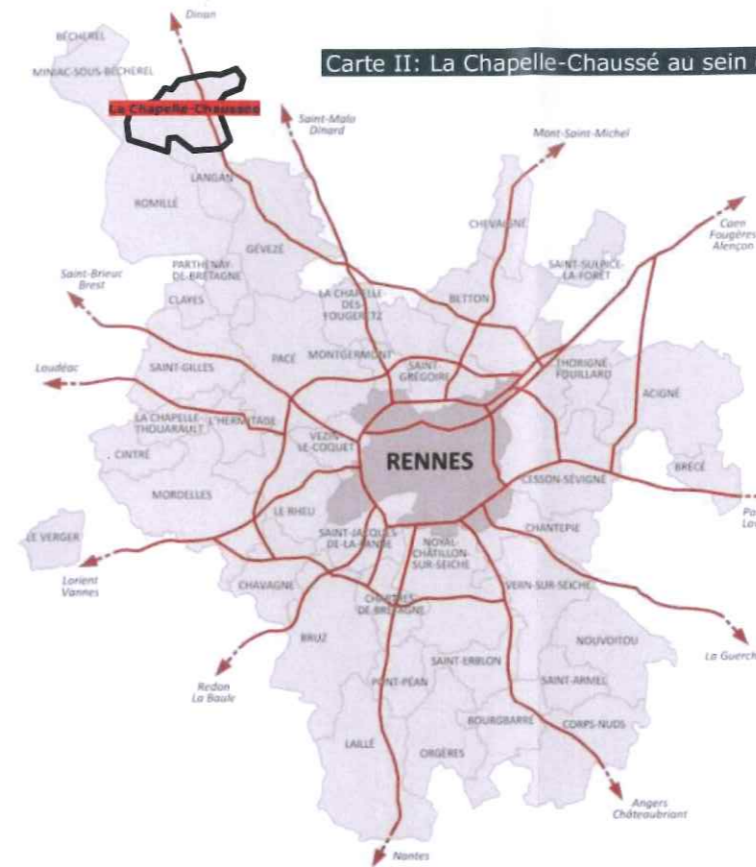 Dinan
BÉCHEREL
MINIAC-SOUS-BÉCHEREL
Carte II: La Chapelle-Chaussé au sein
La Chapelle-Chaussée
Saint-Malo
Dinard
Mont-Saint-Michel
LANGAN
ROMILLÉ
CHEVAIGNÉ
Caen
Fougères
Alençon
GÉVEZÉ
SAINT-SULPICE-
LA-FORÊT
PARTHENAY-
DE-BRETAGNE
Saint-Brieuc
Brest
CLAYES
LA CHAPELLE-
DES-
FOUGERETZ
BETTON
PACÉ
MONTGERMONT
SAINT-
GRÉGOIRE
THORIGNÉ-
FOUILLARD
SAINT-GILLES
Loudéac
ACIGNÉ
LA CHAPELLE-
THOUARAULT
L'HERMITAGE
VEZIN-
LE-COQUET
CINTRÉ
RENNES
BRÉCÉ
CESSON-SÉVIGNÉ
MORDELLES
LE RHEU
CHANTEPIE
LE VERGER
SAINT-JACQUES-
DE-LA-LANDE
NOYAL-
CHÂTILLON-
SUR-SEICHE
Lorient
Vannes
CHAVAGNE
CHARTRES-
DE-BRETAGNE
VERN-SUR-SEICHE
BRUZ
NOUVOITOU
La Guerch
SAINT-ERBLON
PONT-PÉAN
SAINT-ARMEL
Redon
La Baule
BOURGBARRÉ
CORPS-NUDS
LAILLÉ
ORGÈRES
Angers
Châteaubriant
Nantes